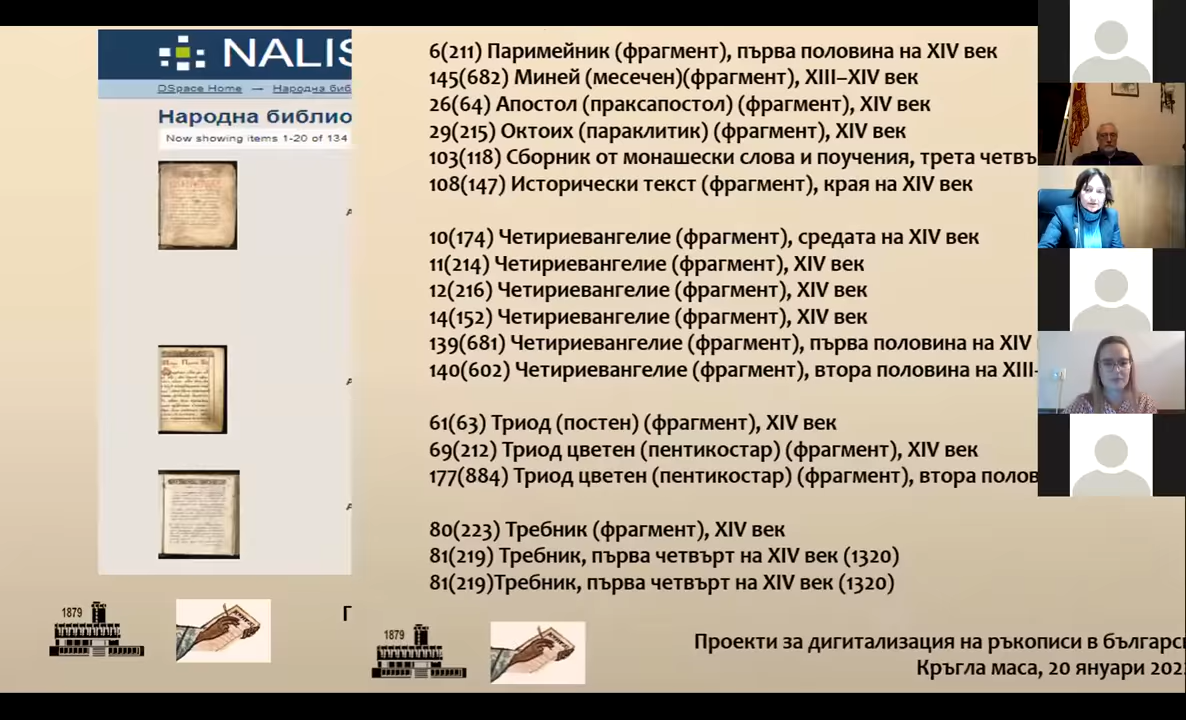 NALIS
DSpace Home → Народна биб
Народна библио
Now showing items 1-20 of 134
6(211) Паримейник (фрагмент), първа половина на XIV век
145(682) Миней (месечен)(фрагмент), XIII–XIV век
26(64) Апостол (праксапостол) (фрагмент), XIV век
29(215) Октоих (параклитик) (фрагмент), XIV век
103(118) Сборник от монашески слова и поучения, трета четвъ
108(147) Исторически текст (фрагмент), края на XIV век
10(174) Четириевангелие (фрагмент), средата на XIV век
11(214) Четириевангелие (фрагмент), XIV век
12(216) Четириевангелие (фрагмент), XIV век
14(152) Четириевангелие (фрагмент), XIV век
139(681) Четириевангелие (фрагмент), първа половина на XIV
140(602) Четириевангелие (фрагмент), втора половина на XIII-
61(63) Триод (постен) (фрагмент), XIV век
69(212) Триод цветен (пентикостар) (фрагмент), XIV век
177(884) Триод цветен (пентикостар) (фрагмент), втора полов
80(223) Требник (фрагмент), XIV век
81(219) Требник, първа четвърт на XIV век (1320)
81(219)Требник, първа четвърт на XIV век (1320)
1879
П
1879
Проекти за дигитализация на ръкописи в българс
Кръгла маса, 20 януари 202